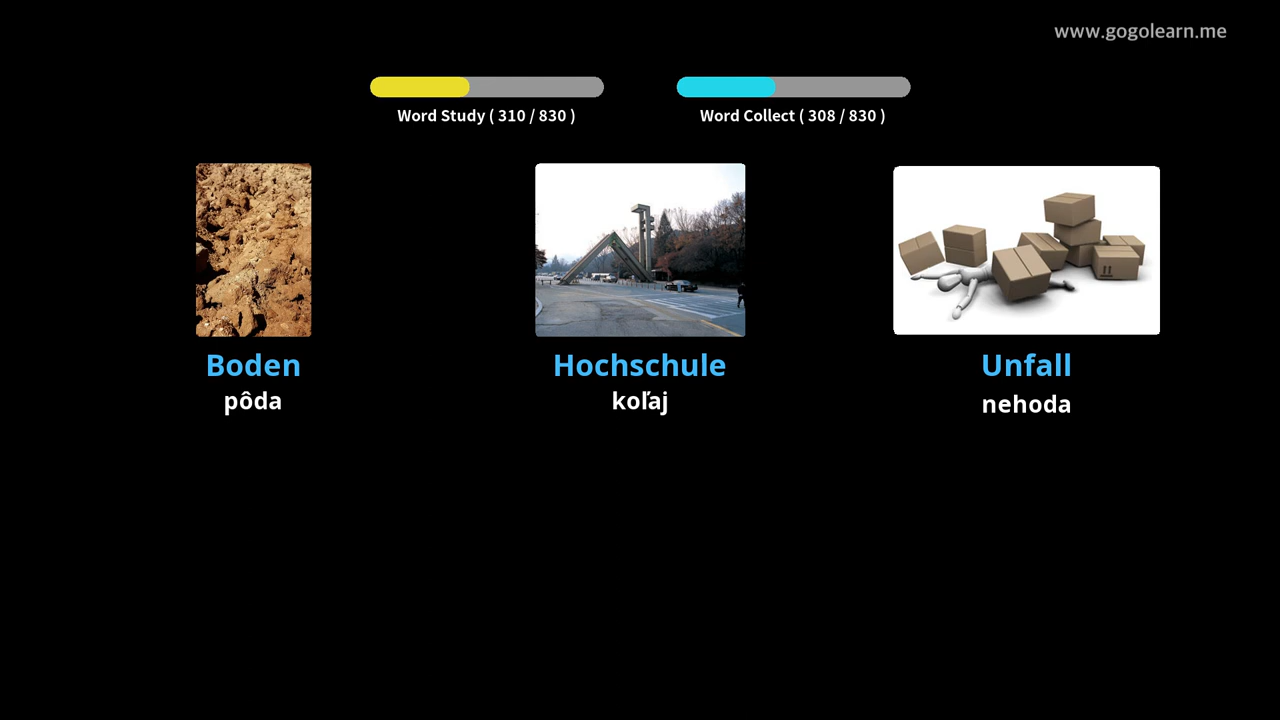 www.gogolearn.me
Word Study ( 310 / 830 )
Word Collect ( 308 / 830 )
Boden
pôda
Hochschule
koľaj
Unfall
nehoda